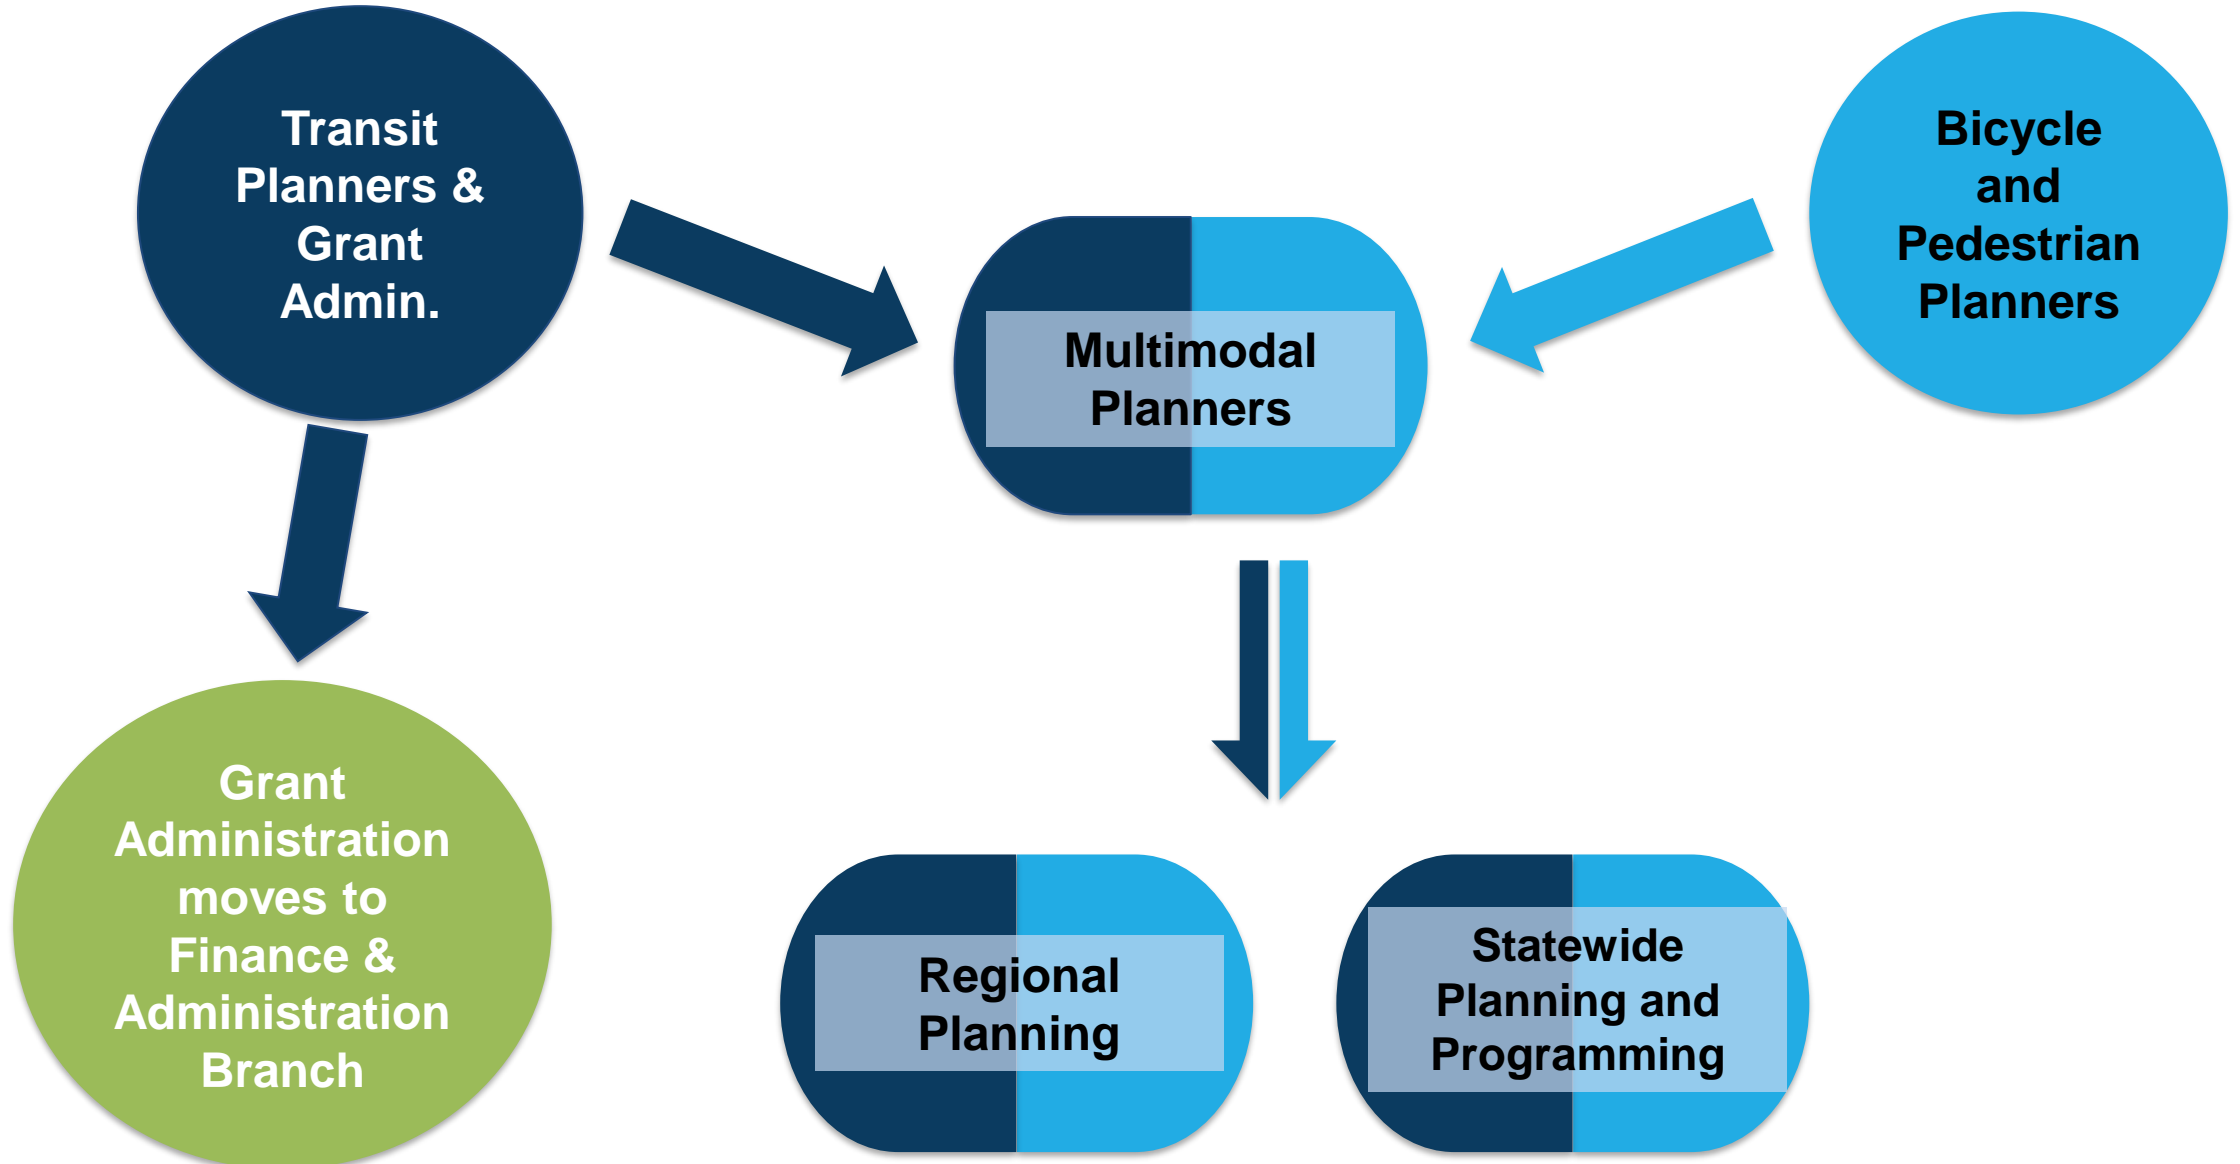 Transit
Planners &
Grant
Admin.
Bicycle
and
Pedestrian
Planners
Multimodal
Planners
Grant
Administration
moves to
Finance &
Administration
Branch
Regional
Planning
Statewide
Planning and
Programming